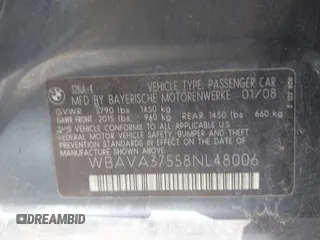 VEHICLE TYPE: PASSENGER CAR
MFD BY BAYERISCHE MOTORENWERKE 01/08
GVWR 1450 kg
GAWR FRONT 2015 lbs 960 kg REAR 1450 lbs 660 kg
THIS VEHICLE CONFORMS TO ALL APPLICABLE FEDERAL MOTOR VEHICLE SAFETY, BUMPER, AND THEFT PREVENTION STANDARDS IN EFFECT ON THE DATE OF MANUFACTURE SHOWN ABOVE.
WBAVA37558NL48006
DREAMBID